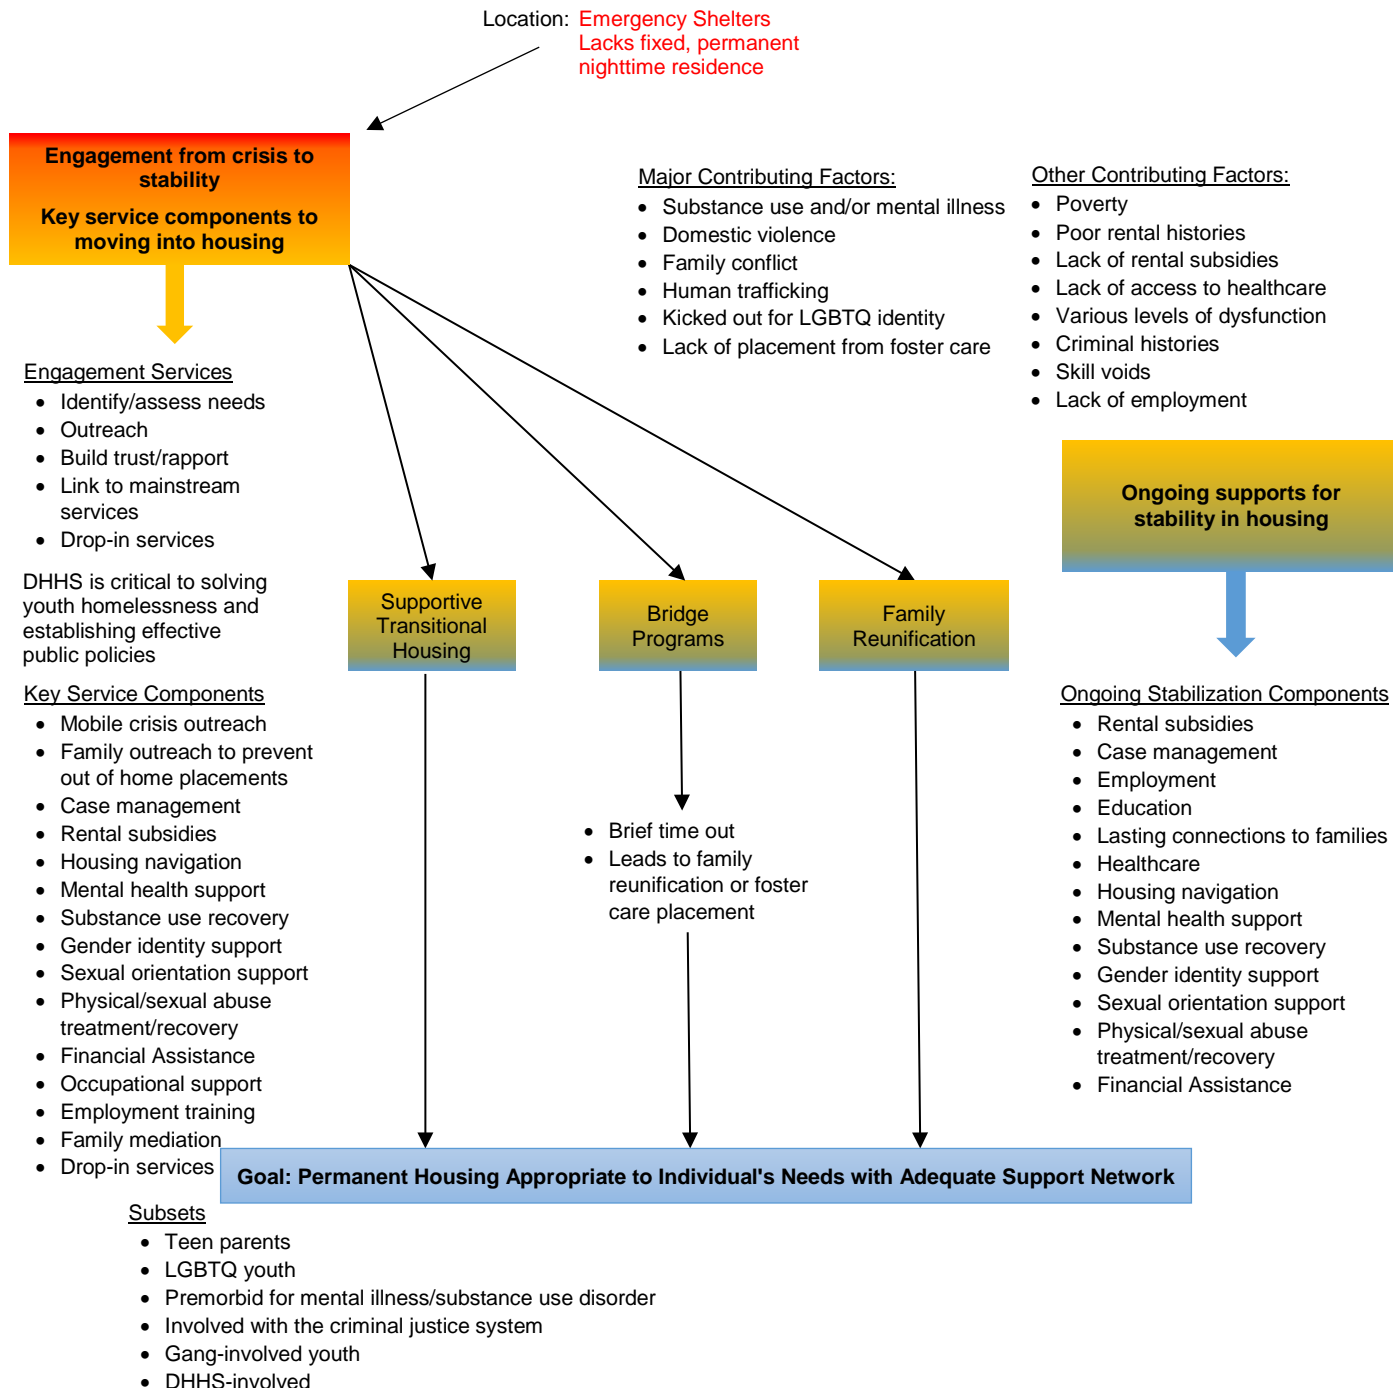 Location: Emergency Shelters
Lacks fixed, permanent
nighttime residence
Engagement from crisis to
stability
Key service components to
moving into housing
Major Contributing Factors:
• Substance use and/or mental illness
• Domestic violence
• Family conflict
• Human trafficking
• Kicked out for LGBTQ identity
• Lack of placement from foster care
Other Contributing Factors:
• Poverty
• Poor rental histories
• Lack of rental subsidies
• Lack of access to healthcare
• Various levels of dysfunction
• Criminal histories
• Skill voids
• Lack of employment
Engagement Services
• Identify/assess needs
• Outreach
• Build trust/rapport
• Link to mainstream
services
• Drop-in services
DHHS is critical to solving
youth homelessness and
establishing effective
public policies
Key Service Components
• Mobile crisis outreach
• Family outreach to prevent
out of home placements
• Case management
• Rental subsidies
• Housing navigation
• Mental health support
• Substance use recovery
• Gender identity support
• Sexual orientation support
• Physical/sexual abuse
treatment/recovery
• Financial Assistance
• Occupational support
• Employment training
• Family mediation
• Drop-in services
Supportive
Transitional
Housing
Bridge
Programs
Family
Reunification
• Brief time out
• Leads to family
reunification or foster
care placement
Ongoing supports for
stability in housing
Ongoing Stabilization Components
• Rental subsidies
• Case management
• Employment
• Education
• Lasting connections to families
• Healthcare
• Housing navigation
• Mental health support
• Substance use recovery
• Gender identity support
• Sexual orientation support
• Physical/sexual abuse
treatment/recovery
• Financial Assistance
Goal: Permanent Housing Appropriate to Individual's Needs with Adequate Support Network
Subsets
• Teen parents
• LGBTQ youth
• Premorbid for mental illness/substance use disorder
• Involved with the criminal justice system
• Gang-involved youth
• DHHS-involved